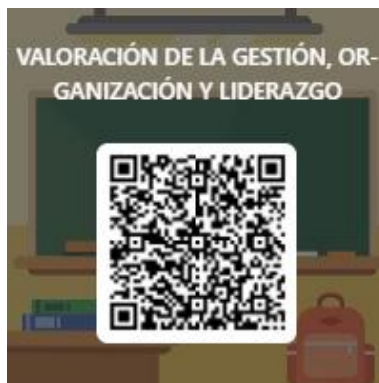 VALORACIÓN DE LA GESTIÓN, OR-
GANIZACIÓN Y LIDERAZGO